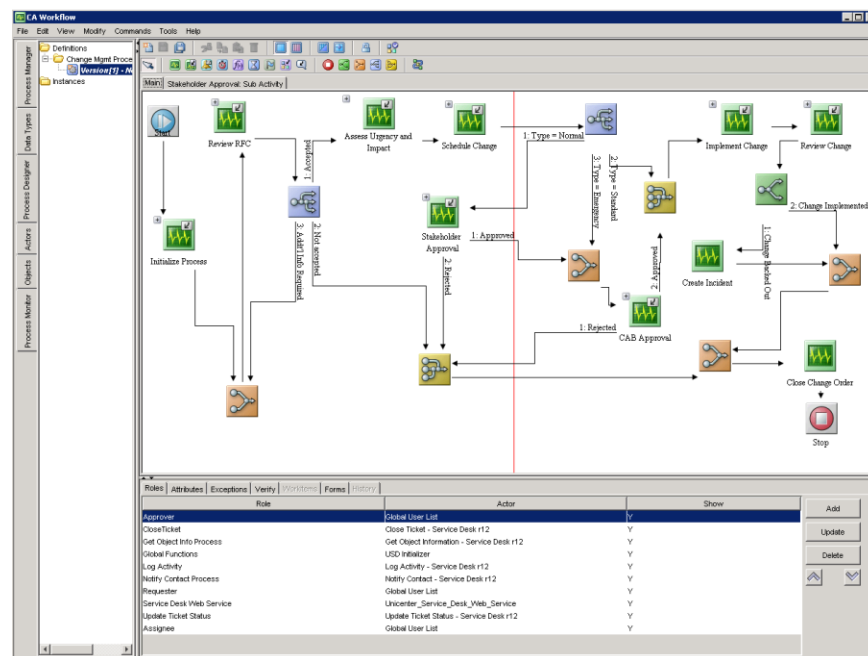 CA Workflow
File Edit View Modify Commands Tools Help
Process Manager
Data Types
Process Designer
Actors
Objects
Process Monitor
Definitions
Change Mgmt Proce
Version[1] - N
Instances
Main Stakeholder Approval: Sub Activity
Start
Review RFC
Assess Urgency and
Impact
Schedule Change
1: Type = Normal
Implement Change
Review Change
1: Accepted
2: Type = Standard
3: Type = Emergency
2: Change Implemented
Initialize Process
2: Not accepted
3: Addt'l Info Required
Stakeholder
Approval
1: Approved
2: Rejected
1: Change Backed Out
Create Incident
2: Approved
CAB Approval
1: Rejected
Close Change Order
Stop
Roles Attributes Exceptions Verify Workitems Forms History
Role Actor Show
Approver Global User List Y
CloseTicket Close Ticket - Service Desk r12 Y
Get Object Info Process Get Object Information - Service Desk r12 Y
Global Functions USD Initializer Y
Log Activity Log Activity - Service Desk r12 Y
Notify Contact Process Notify Contact - Service Desk r12 Y
Requester Global User List Y
Service Desk Web Service Unicenter_Service_Desk_Web_Service Y
Update Ticket Status Update Ticket Status - Service Desk r12 Y
Assignee Global User List Y
Add
Update
Delete